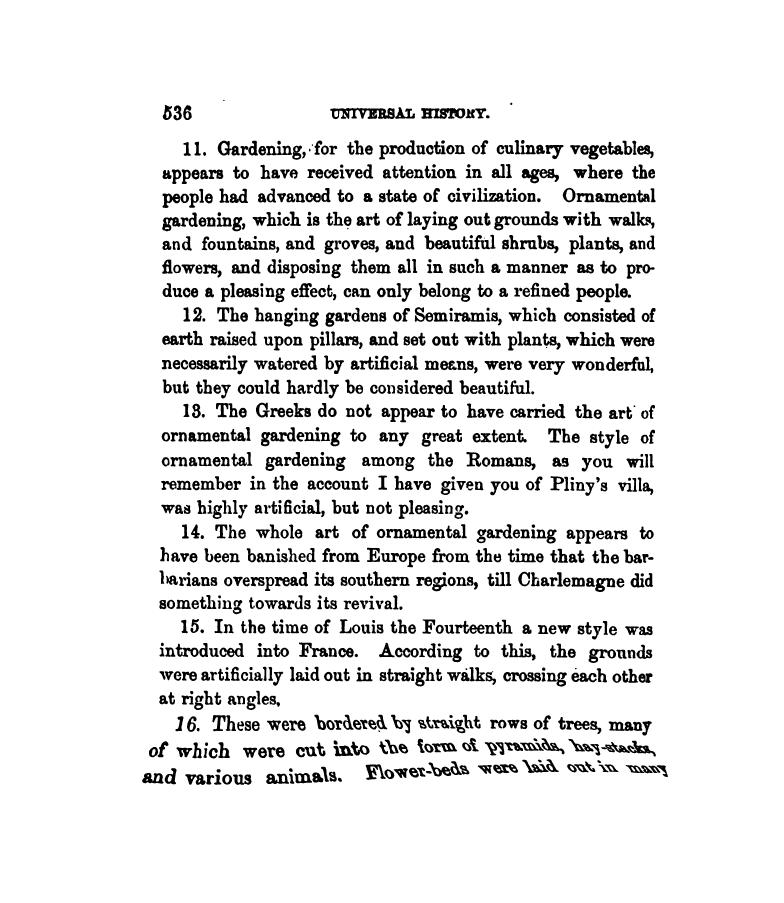 536 UNIVERSAL HISTORY.
11. Gardening, for the production of culinary vegetables,
appears to have received attention in all ages, where the
people had advanced to a state of civilization. Ornamental
gardening, which is the art of laying out grounds with walks,
and fountains, and groves, and beautiful shrubs, plants, and
flowers, and disposing them all in such a manner as to pro-
duce a pleasing effect, can only belong to a refined people.
12. The hanging gardens of Semiramis, which consisted of
earth raised upon pillars, and set out with plants, which were
necessarily watered by artificial means, were very wonderful,
but they could hardly be considered beautiful.
13. The Greeks do not appear to have carried the art of
ornamental gardening to any great extent. The style of
ornamental gardening among the Romans, as you will
remember in the account I have given you of Pliny's villa,
was highly artificial, but not pleasing.
14. The whole art of ornamental gardening appears to
have been banished from Europe from the time that the bar-
barians overspread its southern regions, till Charlemagne did
something towards its revival.
15. In the time of Louis the Fourteenth a new style was
introduced into France. According to this, the grounds
were artificially laid out in straight walks, crossing each other
at right angles.
16. These were bordered by straight rows of trees, many
of which were cut into the form of pyramids, hay-stacks,
and various animals. Flower-beds were laid out in many